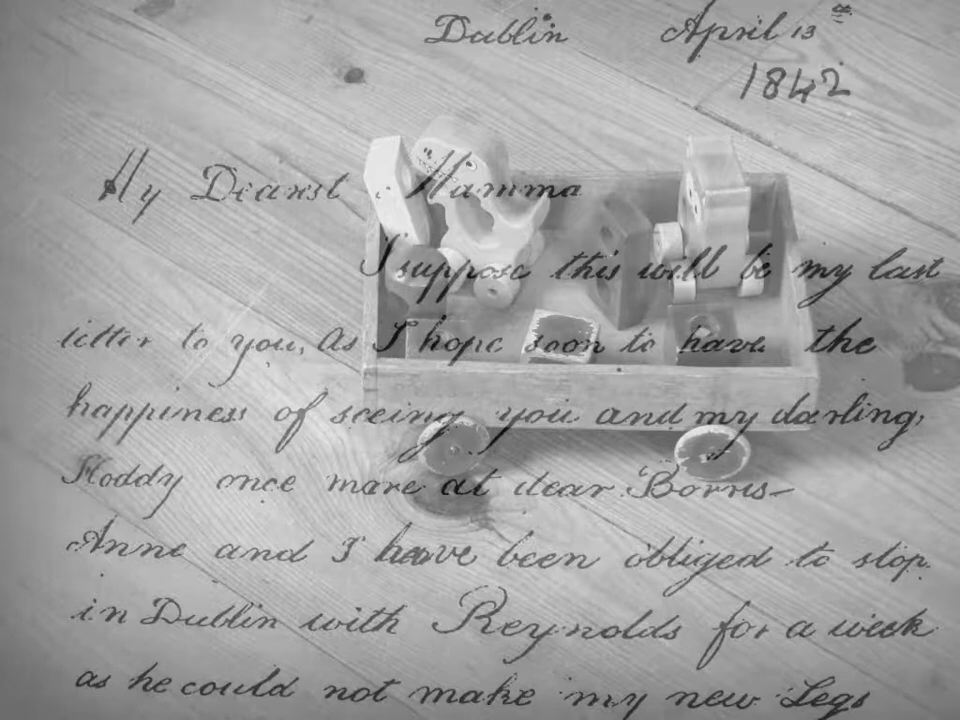 Dublin April 13th
1842
My Dearest Mamma
I suppose this will be my last
letter to you, As I hope soon to have the
happiness of seeing you and my darling,
Hoddy once more at dear Borris—
Anne and I have been obliged to stop
in Dublin with Reynolds for a week
as he could not make my new Legs